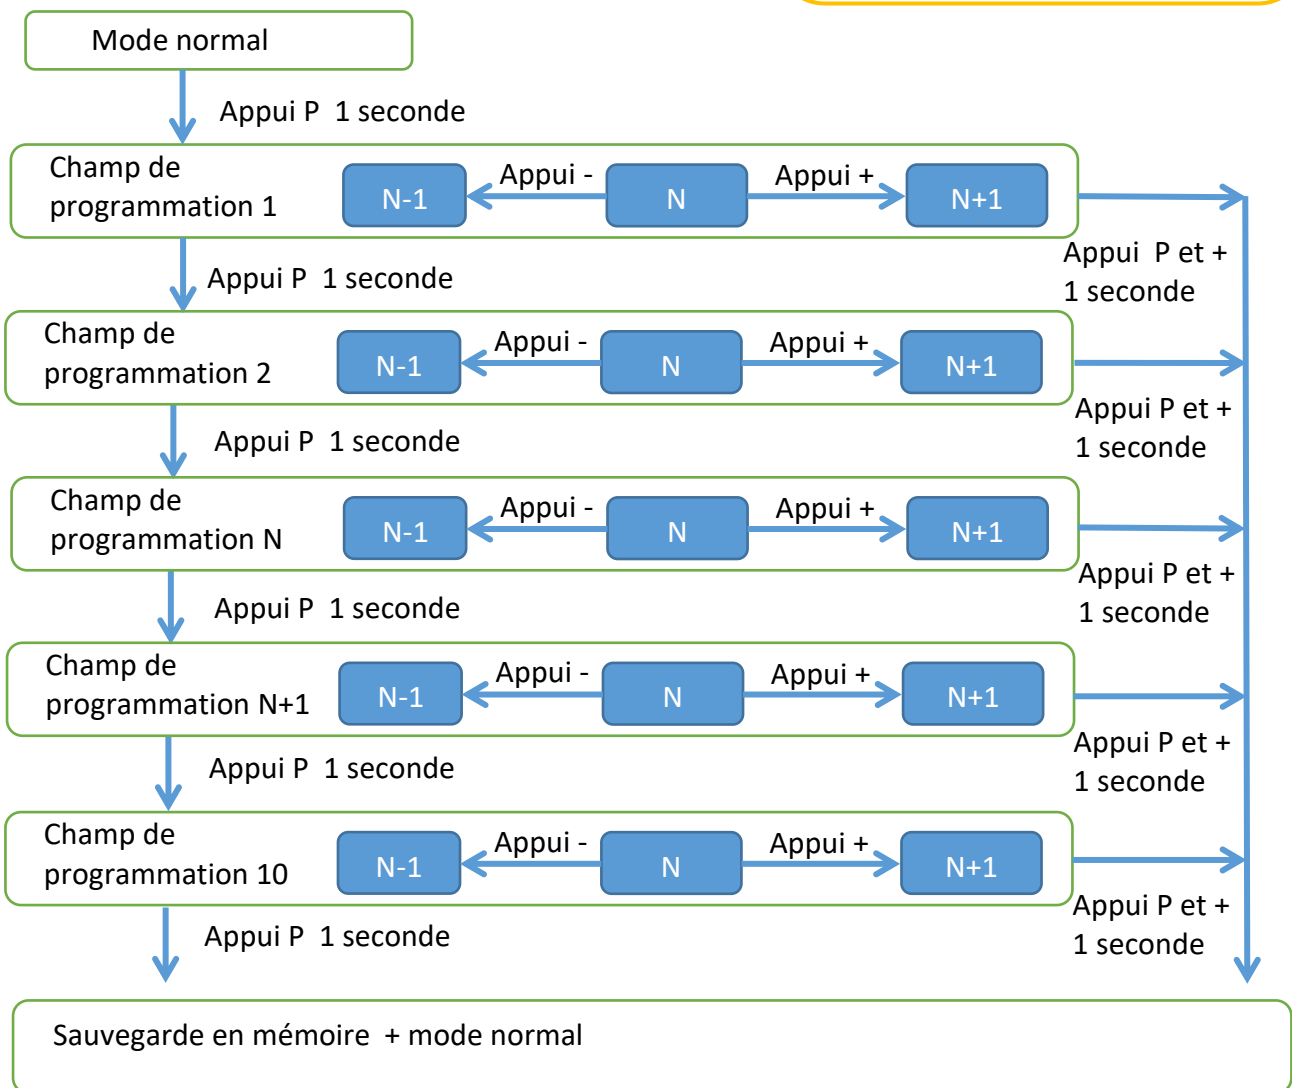 Mode normal
Appui P  1 seconde
Champ de
programmation 1
N-1
Appui -
N
Appui +
N+1
Appui  P et +
1 seconde
Appui P  1 seconde
Champ de
programmation 2
N-1
Appui -
N
Appui +
N+1
Appui P et +
1 seconde
Appui P  1 seconde
Champ de
programmation N
N-1
Appui -
N
Appui +
N+1
Appui P et +
1 seconde
Appui P  1 seconde
Champ de
programmation N+1
N-1
Appui -
N
Appui +
N+1
Appui P et +
1 seconde
Appui P  1 seconde
Champ de
programmation 10
N-1
Appui -
N
Appui +
N+1
Appui P et +
1 seconde
Appui P  1 seconde
Sauvegarde en mémoire  + mode normal